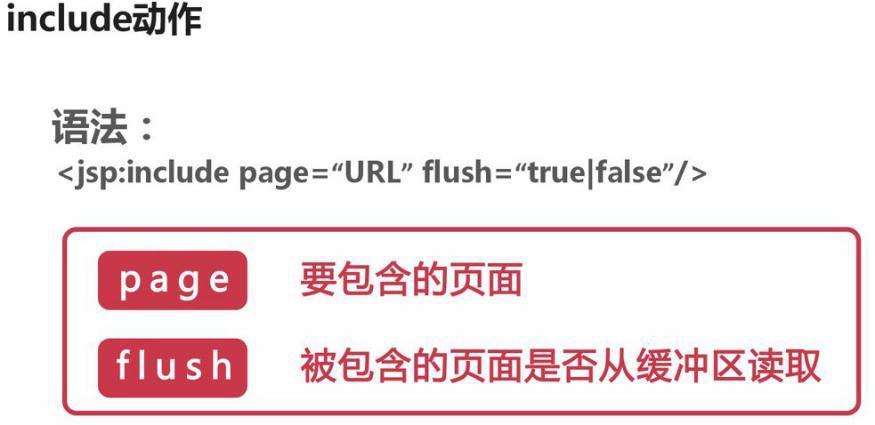 include动作
语法：
<jsp:include page=“URL” flush=“true|false”/>
page 要包含的页面
flush 被包含的页面是否从缓冲区读取